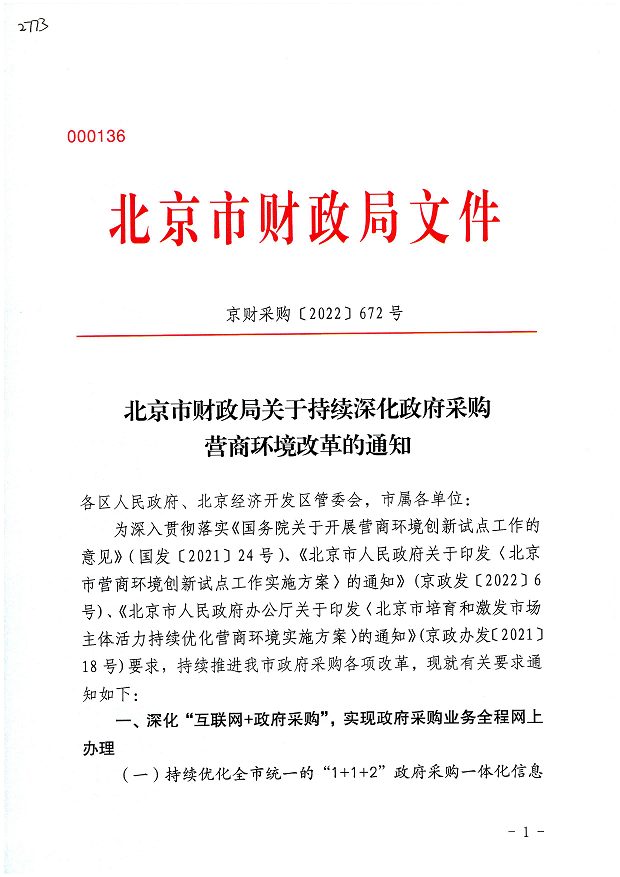 2773
000136
北京市财政局文件
京财采购〔2022〕672号
北京市财政局关于持续深化政府采购
营商环境改革的通知
各区人民政府、北京经济开发区管委会，市属各单位：
为深入贯彻落实《国务院关于开展营商环境创新试点工作的
意见》（国发〔2021〕24号）、《北京市人民政府关于印发〈北京
市营商环境创新试点工作实施方案〉的通知》（京政发〔2022〕6
号）、《北京市人民政府办公厅关于印发〈北京市培育和激发市场
主体活力持续优化营商环境实施方案〉的通知》（京政办发〔2021〕
18号）要求，持续推进我市政府采购各项改革，现就有关要求通
知如下：
一、深化“互联网+政府采购”，实现政府采购业务全程网上
办理
（一）持续优化全市统一的“1+1+2”政府采购一体化信息
- 1 -